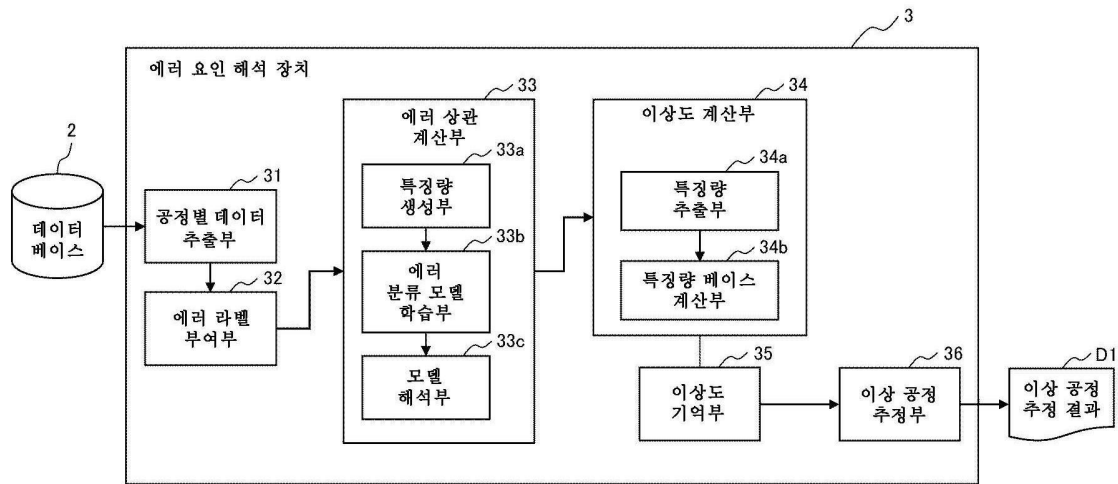 3
에러 요인 해석 장치
2
데이터
베이스
31
공정별 데이터
추출부
32
에러 라벨
부여부
33
에러 상관
계산부
33a
특징량
생성부
33b
에러
분류 모델
학습부
33c
모델
해석부
34
이상도 계산부
34a
특징량
추출부
34b
특징량 베이스
계산부
35
이상도
기억부
36
이상 공정
추정부
D1
이상 공정
추정 결과